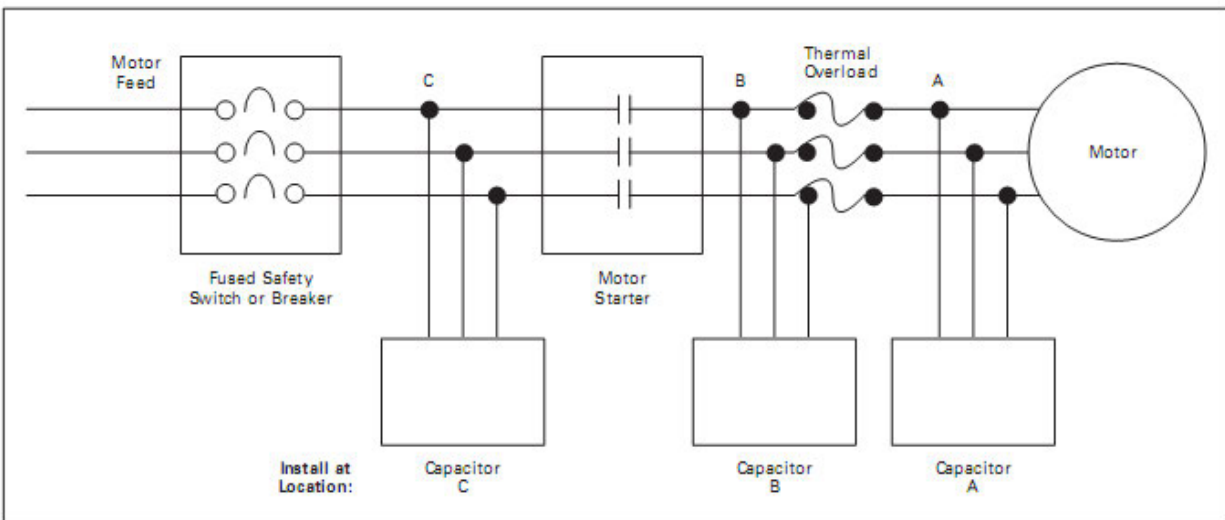 Motor
Feed
C
B
Thermal
Overload
A
Motor
Fused Safety
Switch or Breaker
Motor
Starter
Install at
Location:
Capacitor
C
Capacitor
B
Capacitor
A